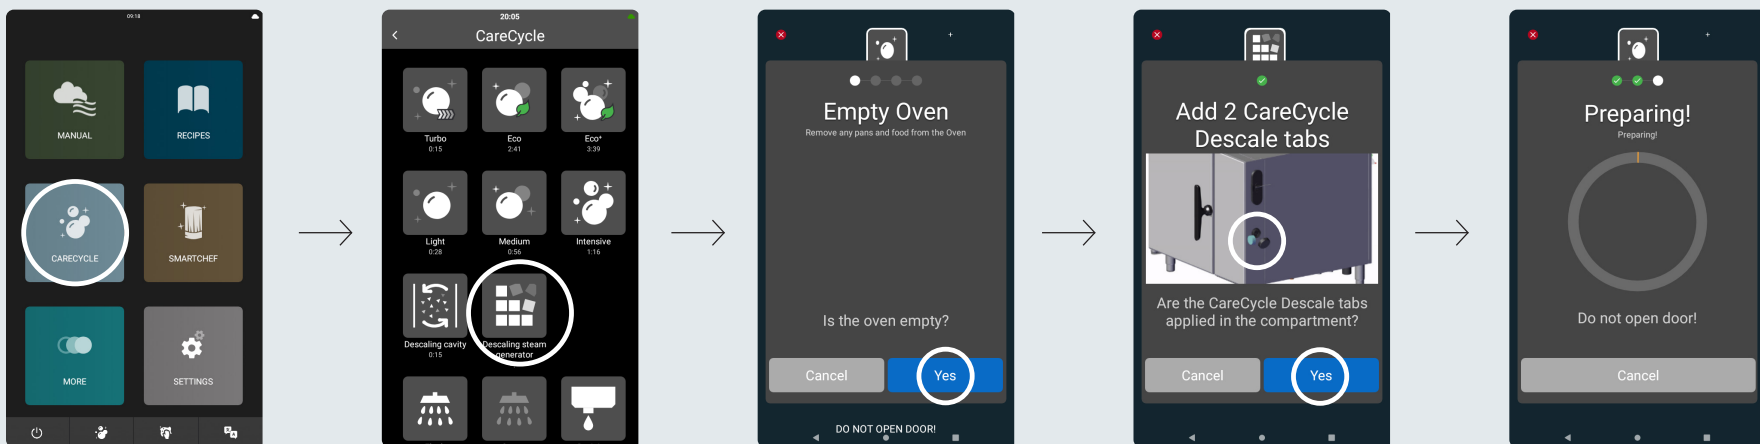 09:18
MANUAL
RECIPES
CARECYCLE
SMARTCHEF
MORE
SETTINGS
20:05
CareCycle
Turbo
0:15
Eco
2:41
Eco⁺
3:39
Light
0:28
Medium
0:56
Intensive
1:16
Descaling cavity
0:15
Descaling steam
generator
Empty Oven
Remove any pans and food from the Oven
Is the oven empty?
Cancel
Yes
DO NOT OPEN DOOR!
Add 2 CareCycle
Descale tabs
Are the CareCycle Descale tabs
applied in the compartment?
Cancel
Yes
Preparing!
Preparing!
Do not open door!
Cancel